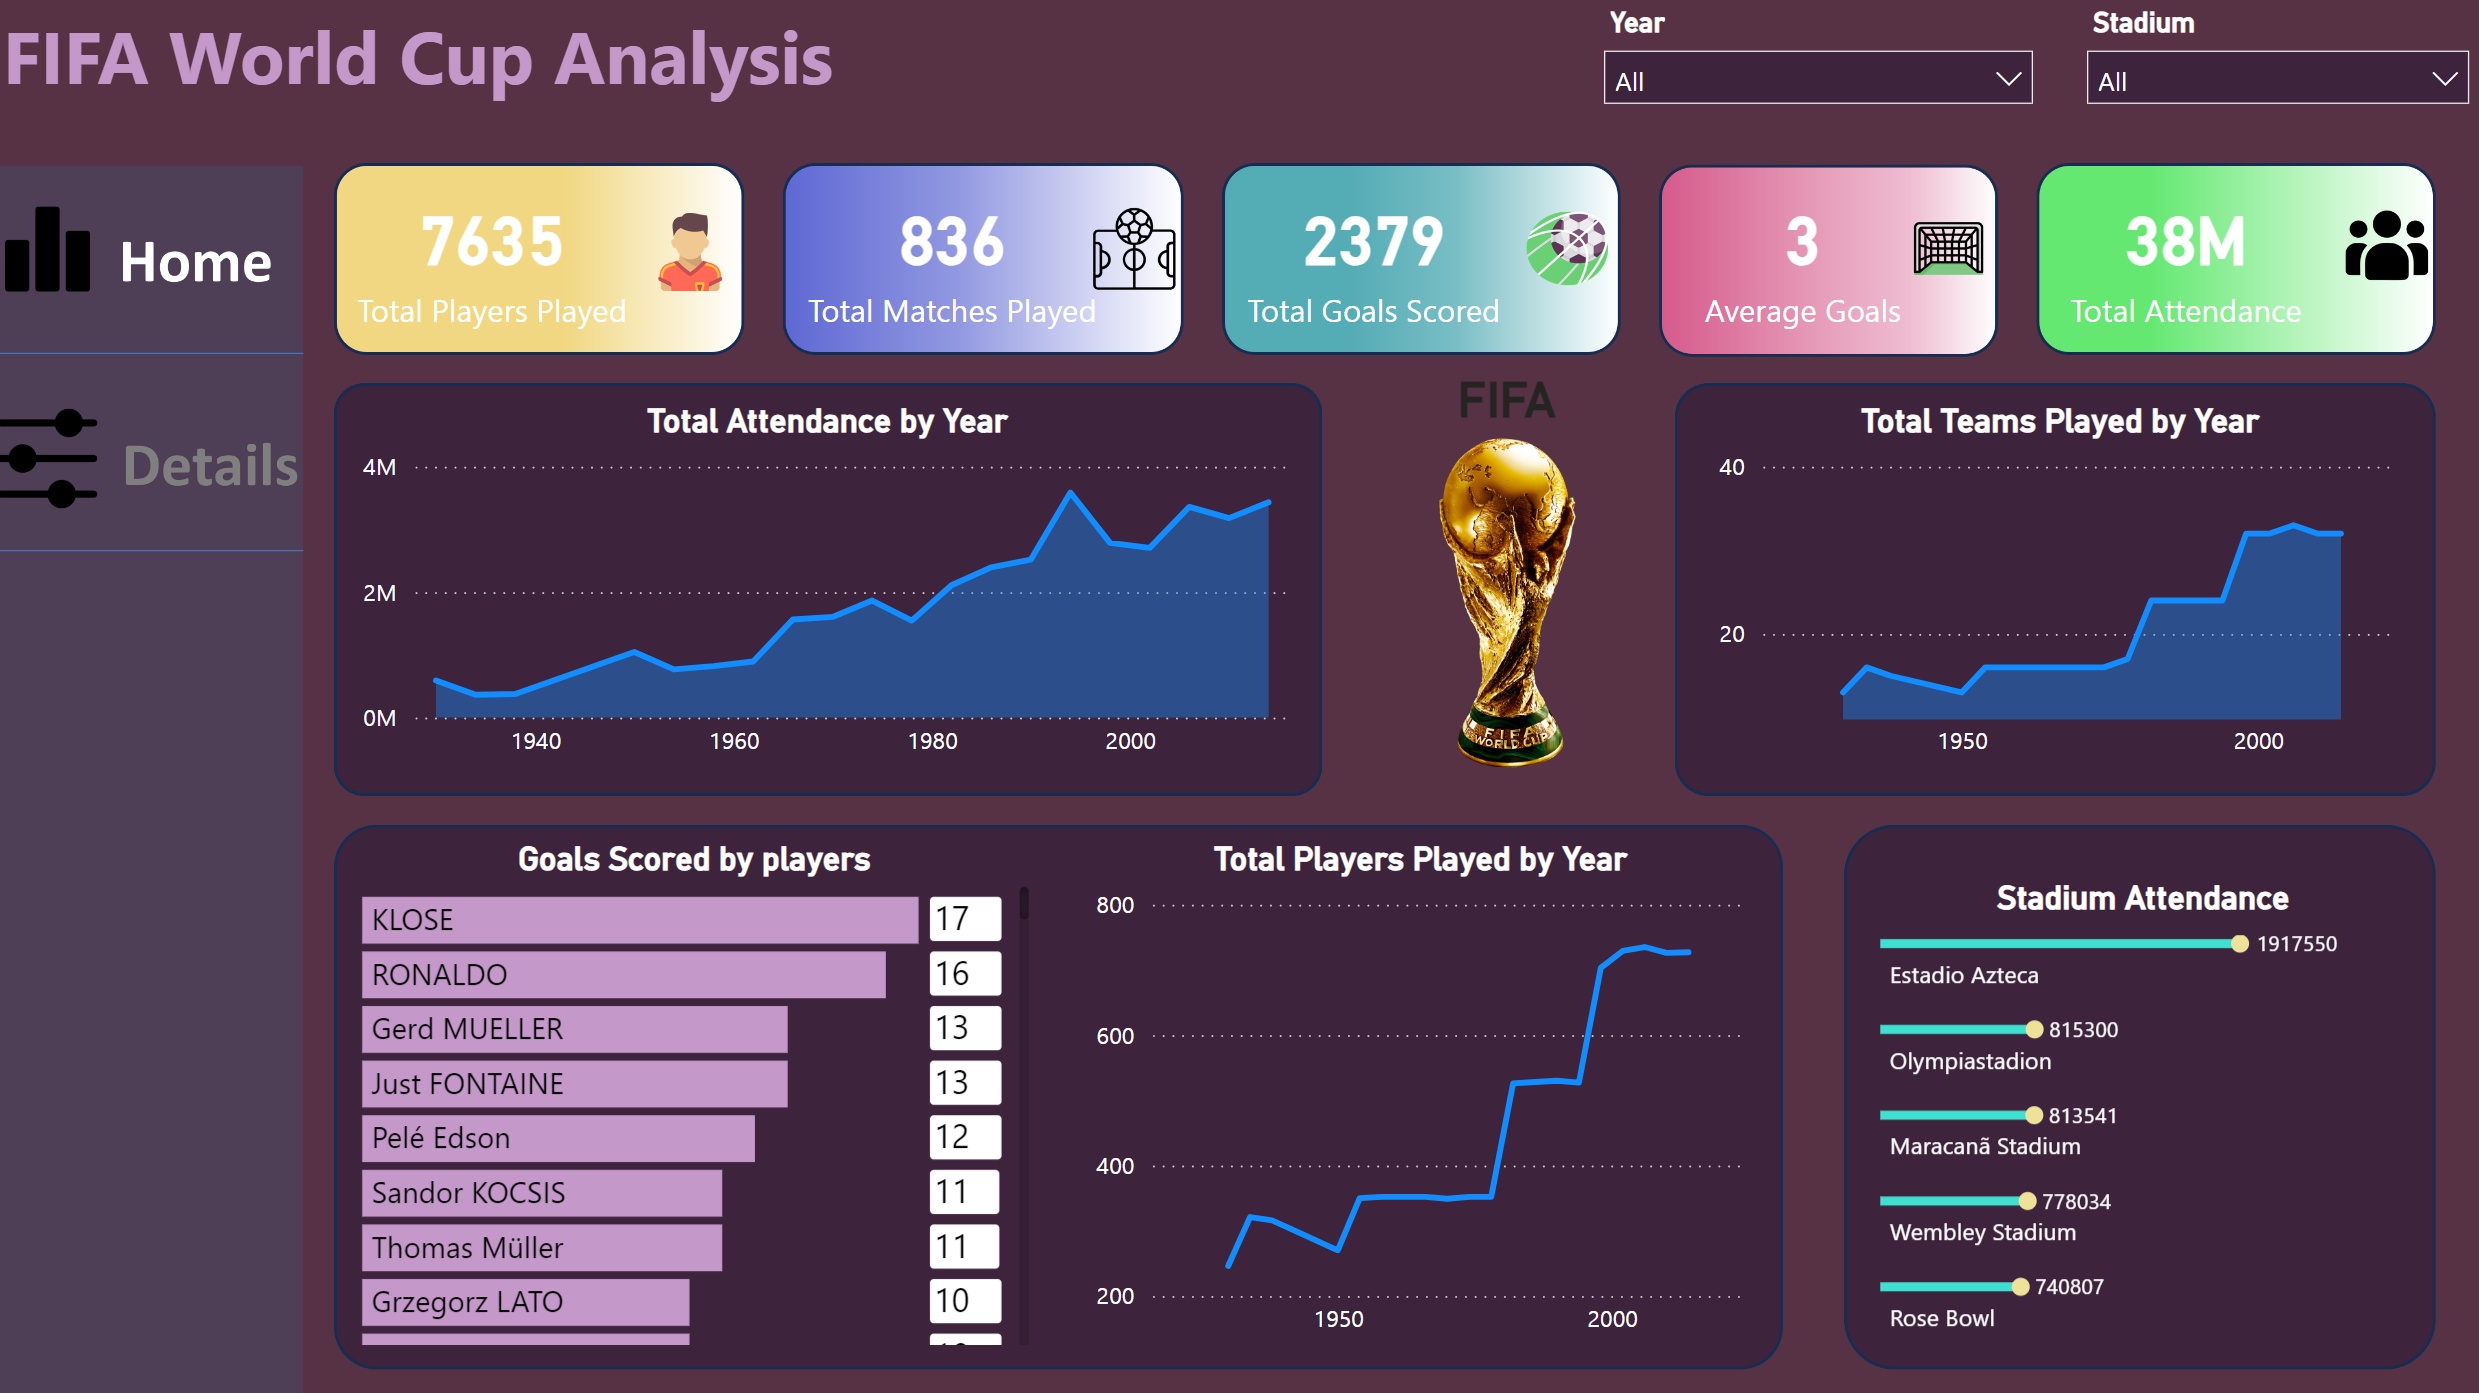 FIFA World Cup Analysis
Year
All
Stadium
All
Home
Details
7635
Total Players Played
836
Total Matches Played
2379
Total Goals Scored
3
Average Goals
38M
Total Attendance
Total Attendance by Year
4M
2M
0M
1940 1960 1980 2000
FIFA
FIFA
WORLD CUP
Total Teams Played by Year
40
20
1950 2000
Goals Scored by players
KLOSE 17
RONALDO 16
Gerd MUELLER 13
Just FONTAINE 13
Pelé Edson 12
Sandor KOCSIS 11
Thomas Müller 11
Grzegorz LATO 10
Total Players Played by Year
800
600
400
200
1950 2000
Stadium Attendance
1917550
Estadio Azteca
815300
Olympiastadion
813541
Maracanã Stadium
778034
Wembley Stadium
740807
Rose Bowl